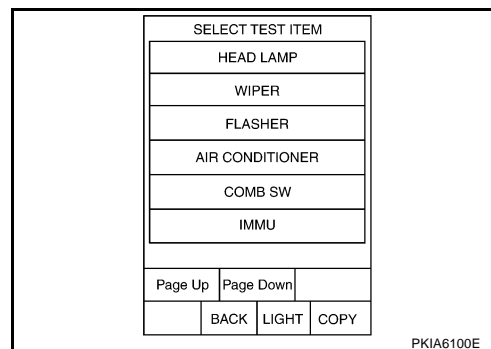 SELECT TEST ITEM
HEAD LAMP
WIPER
FLASHER
AIR CONDITIONER
COMB SW
IMMU
Page Up Page Down
BACK LIGHT COPY
PKIA6100E